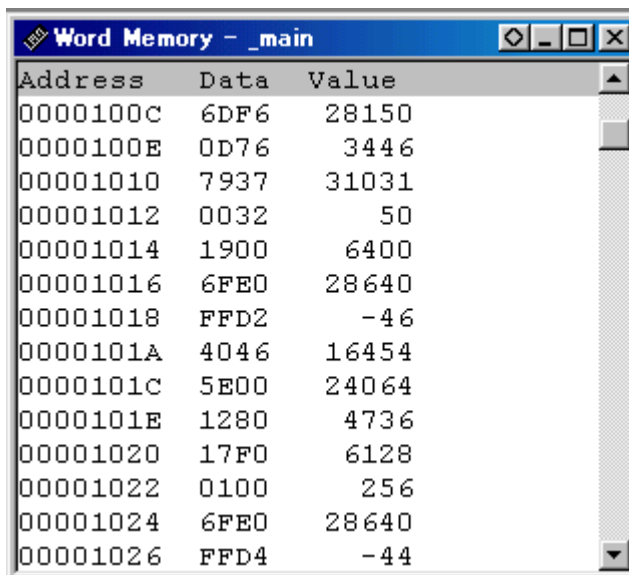 Word Memory - _main
Address Data Value
0000100C 6DF6 28150
0000100E 0D76 3446
00001010 7937 31031
00001012 0032 50
00001014 1900 6400
00001016 6FE0 28640
00001018 FFD2 -46
0000101A 4046 16454
0000101C 5E00 24064
0000101E 1280 4736
00001020 17F0 6128
00001022 0100 256
00001024 6FE0 28640
00001026 FFD4 -44